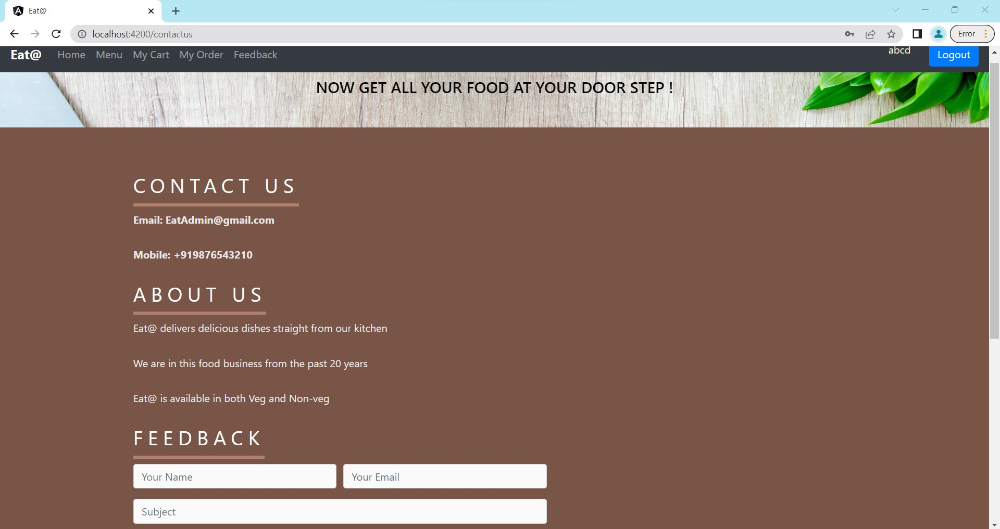 Eat@
localhost:4200/contactus
Error
Eat@ Home Menu My Cart My Order Feedback abcd Logout
NOW GET ALL YOUR FOOD AT YOUR DOOR STEP !
CONTACT US
Email: EatAdmin@gmail.com
Mobile: +919876543210
ABOUT US
Eat@ delivers delicious dishes straight from our kitchen
We are in this food business from the past 20 years
Eat@ is available in both Veg and Non-veg
FEEDBACK
Your Name Your Email
Subject